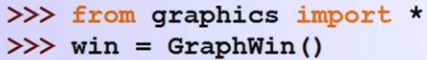 >>> from graphics import *
>>> win = GraphWin()